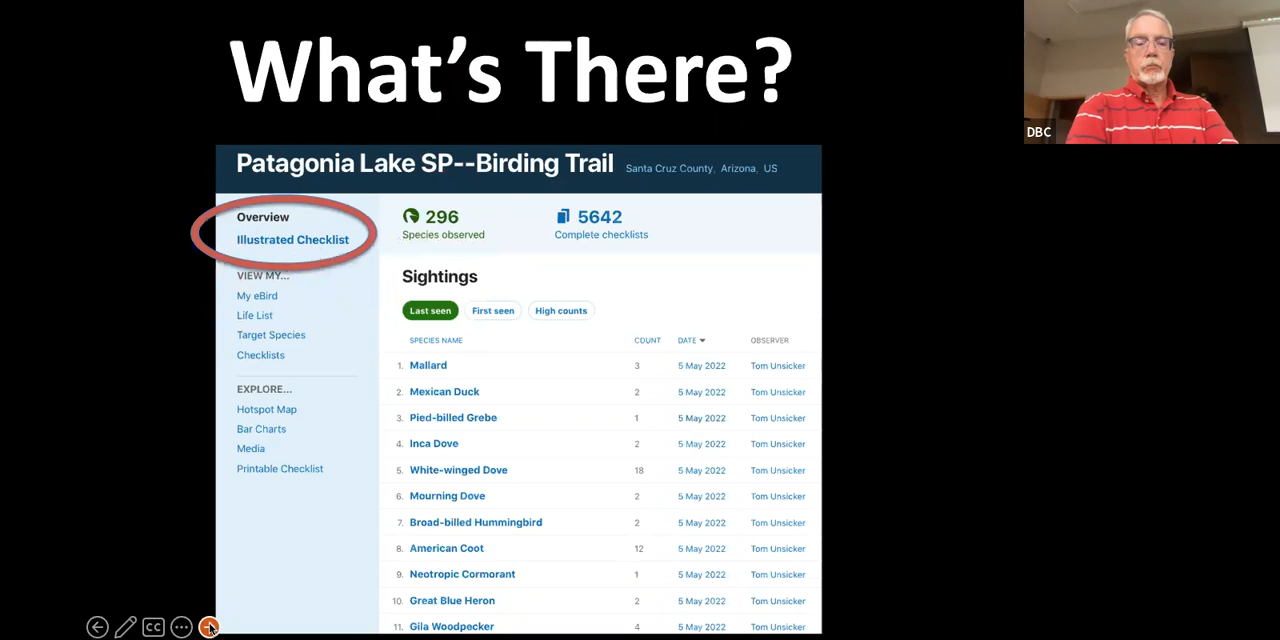 What's There?
DBC
Patagonia Lake SP--Birding Trail Santa Cruz County, Arizona, US
Overview
Illustrated Checklist
VIEW MY...
My eBird
Life List
Target Species
Checklists
EXPLORE...
Hotspot Map
Bar Charts
Media
Printable Checklist
296 5642
Species observed Complete checklists
Sightings
Last seen First seen High counts
SPECIES NAME COUNT DATE OBSERVER
1. Mallard 3 5 May 2022 Tom Unsicker
2. Mexican Duck 2 5 May 2022 Tom Unsicker
3. Pied-billed Grebe 1 5 May 2022 Tom Unsicker
4. Inca Dove 2 5 May 2022 Tom Unsicker
5. White-winged Dove 18 5 May 2022 Tom Unsicker
6. Mourning Dove 2 5 May 2022 Tom Unsicker
7. Broad-billed Hummingbird 2 5 May 2022 Tom Unsicker
8. American Coot 12 5 May 2022 Tom Unsicker
9. Neotropic Cormorant 1 5 May 2022 Tom Unsicker
10. Great Blue Heron 2 5 May 2022 Tom Unsicker
11. Gila Woodpecker 4 5 May 2022 Tom Unsicker
CC